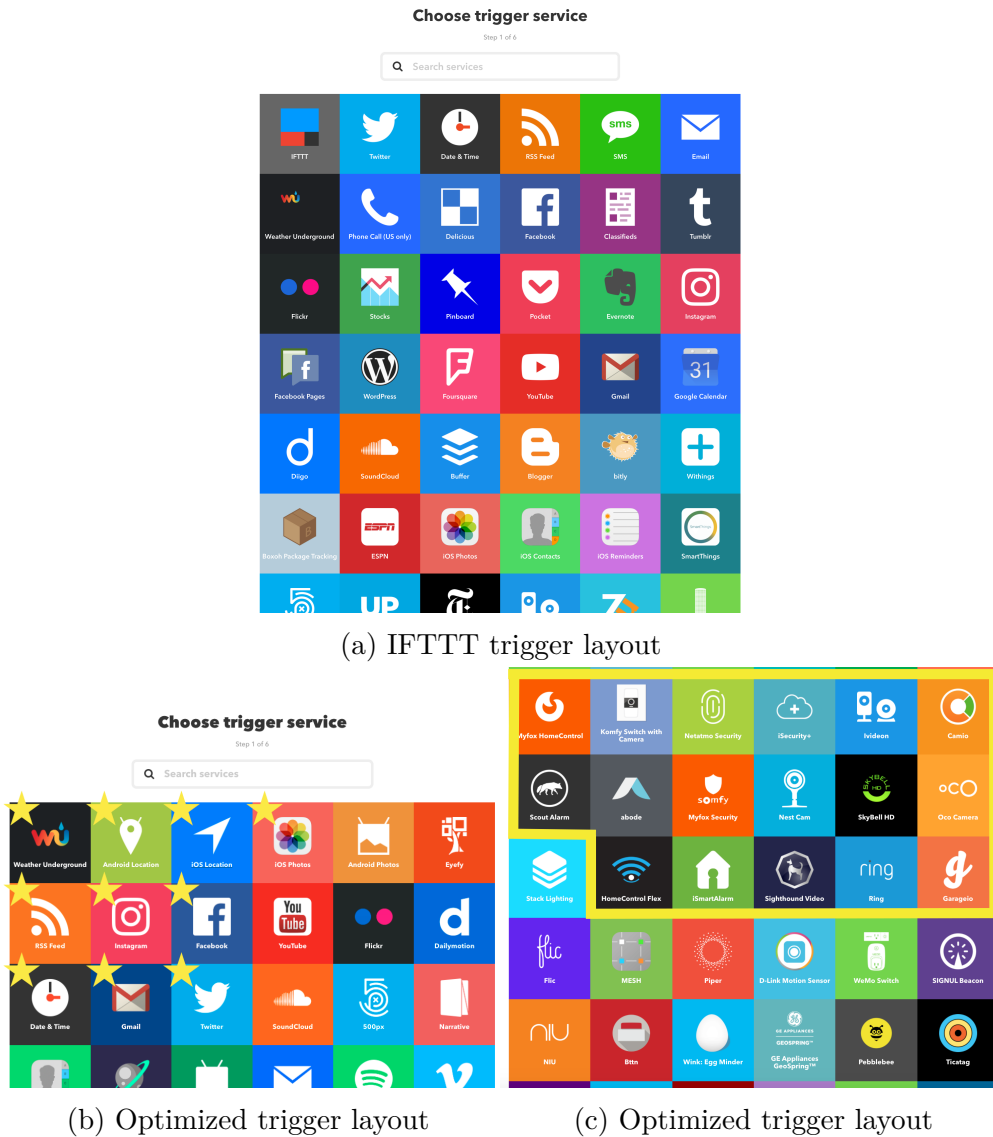 Choose trigger service
Step 1 of 6
Search services
sms
IFTTT Twitter Date & Time RSS Feed SMS Email
Weather Underground Phone Call (US only) Delicious Facebook Classifieds Tumblr
31
Flickr Stocks Pinboard Pocket Evernote Instagram
Facebook Pages WordPress Foursquare YouTube Gmail Google Calendar
Diigo SoundCloud Buffer Blogger bitly Withings
ESPN
SmartThings
Boxoh Package Tracking ESPN iOS Photos iOS Contacts iOS Reminders SmartThings
UP
(a) IFTTT trigger layout
Choose trigger service
Step 1 of 6
Search services
Weather Underground Android Location iOS Location iOS Photos Android Photos Eyefy
You Tube
RSS Feed Instagram Facebook YouTube Flickr Dailymotion
Date & Time Gmail Twitter SoundCloud 500px Narrative
(b) Optimized trigger layout
Myfox HomeControl Komfy Switch with Camera Netatmo Security iSecurity+ Ivideon Camio
somfy
SKYBELL HD
oco
Scout Alarm abode Myfox Security Nest Cam SkyBell HD Oco Camera
ring
Stack Lighting HomeControl Flex iSmartAlarm Sighthound Video Ring Garageio
flic
Flic MESH Piper D-Link Motion Sensor WeMo Switch SIGNUL Beacon
NIU
GE APPLIANCES
GEOSPRING™
NIU Bttn Wink: Egg Minder GE Appliances GeoSpring™ Pebblebee Ticatag
(c) Optimized trigger layout